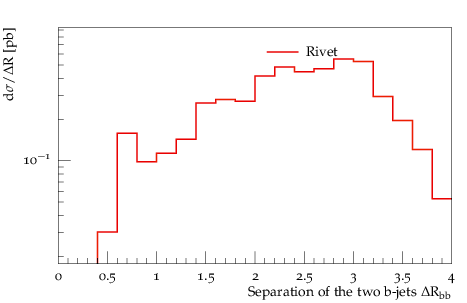 dσ/ΔR [pb]
Rivet
10⁻¹
0 0.5 1 1.5 2 2.5 3 3.5 4
Separation of the two b-jets ΔR_bb